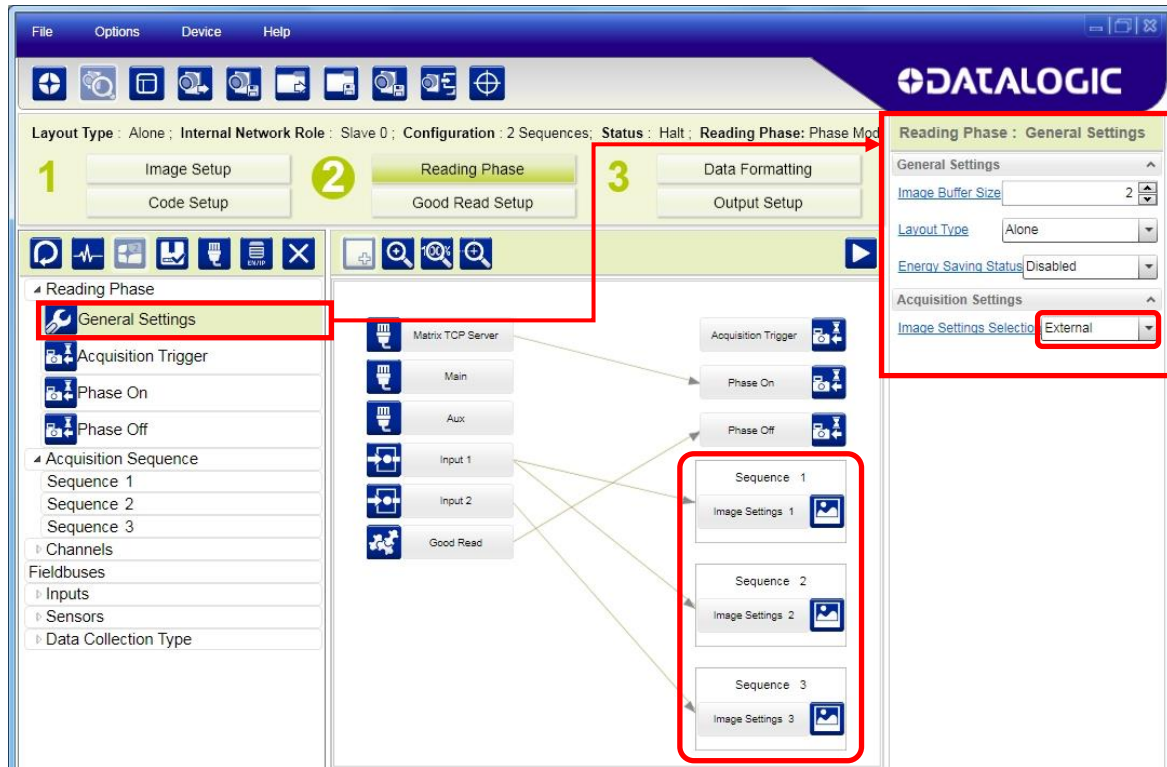 File Options Device Help
DATALOGIC
Layout Type : Alone ; Internal Network Role : Slave 0 ; Configuration : 2 Sequences; Status : Halt ; Reading Phase: Phase Mod
1 Image Setup
Code Setup
2 Reading Phase
Good Read Setup
3 Data Formatting
Output Setup
Reading Phase
General Settings
Acquisition Trigger
Phase On
Phase Off
Acquisition Sequence
Sequence 1
Sequence 2
Sequence 3
Channels
Fieldbuses
Inputs
Sensors
Data Collection Type
100%
Matrix TCP Server
Main
Aux
Input 1
Input 2
Good Read
Acquisition Trigger
Phase On
Phase Off
Sequence 1
Image Settings 1
Sequence 2
Image Settings 2
Sequence 3
Image Settings 3
Reading Phase : General Settings
General Settings
Image Buffer Size 2
Layout Type Alone
Energy Saving Status Disabled
Acquisition Settings
Image Settings Selection External